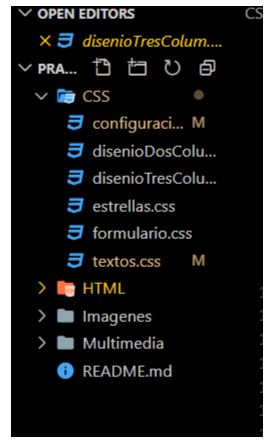 OPEN EDITORS CS
disenioTresColum....
PRA...
CSS
configuraci... M
disenioDosColu...
disenioTresColu...
estrellas.css
formulario.css
textos.css M
HTML
Imagenes
Multimedia
README.md